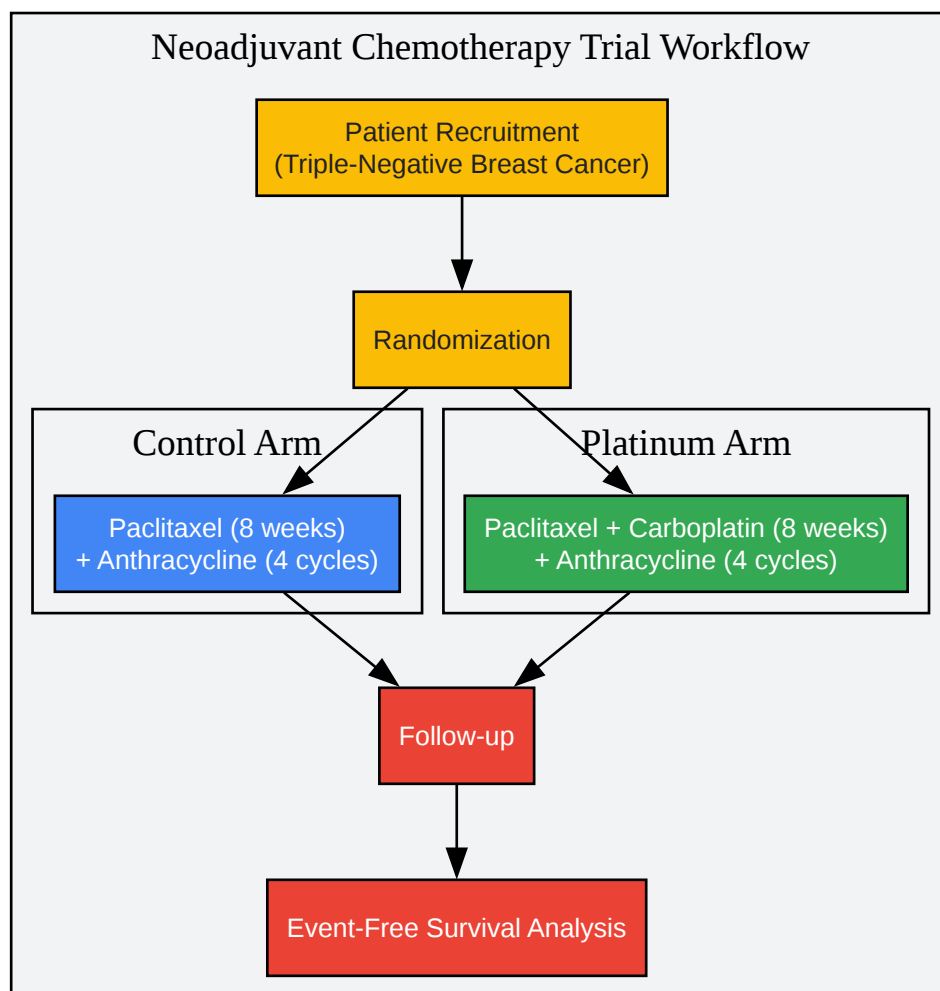 Neoadjuvant Chemotherapy Trial Workflow
Patient Recruitment
(Triple-Negative Breast Cancer)
Randomization
Control Arm
Paclitaxel (8 weeks)
+ Anthracycline (4 cycles)
Platinum Arm
Paclitaxel + Carboplatin (8 weeks)
+ Anthracycline (4 cycles)
Follow-up
Event-Free Survival Analysis